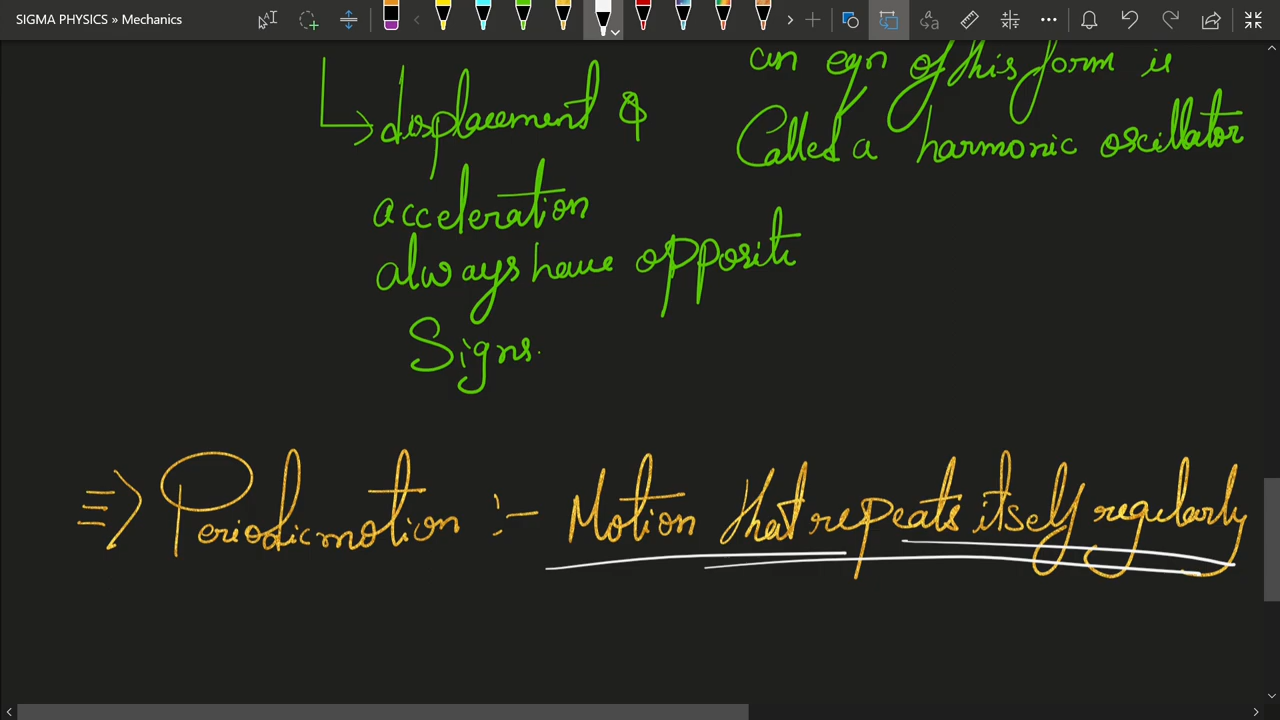 SIGMA PHYSICS » Mechanics
an eqn of this form is
Called a harmonic oscillator
↳ displacement &
acceleration
always have opposite
Signs.
⇒ Periodic motion :- Motion that repeats itself regularly